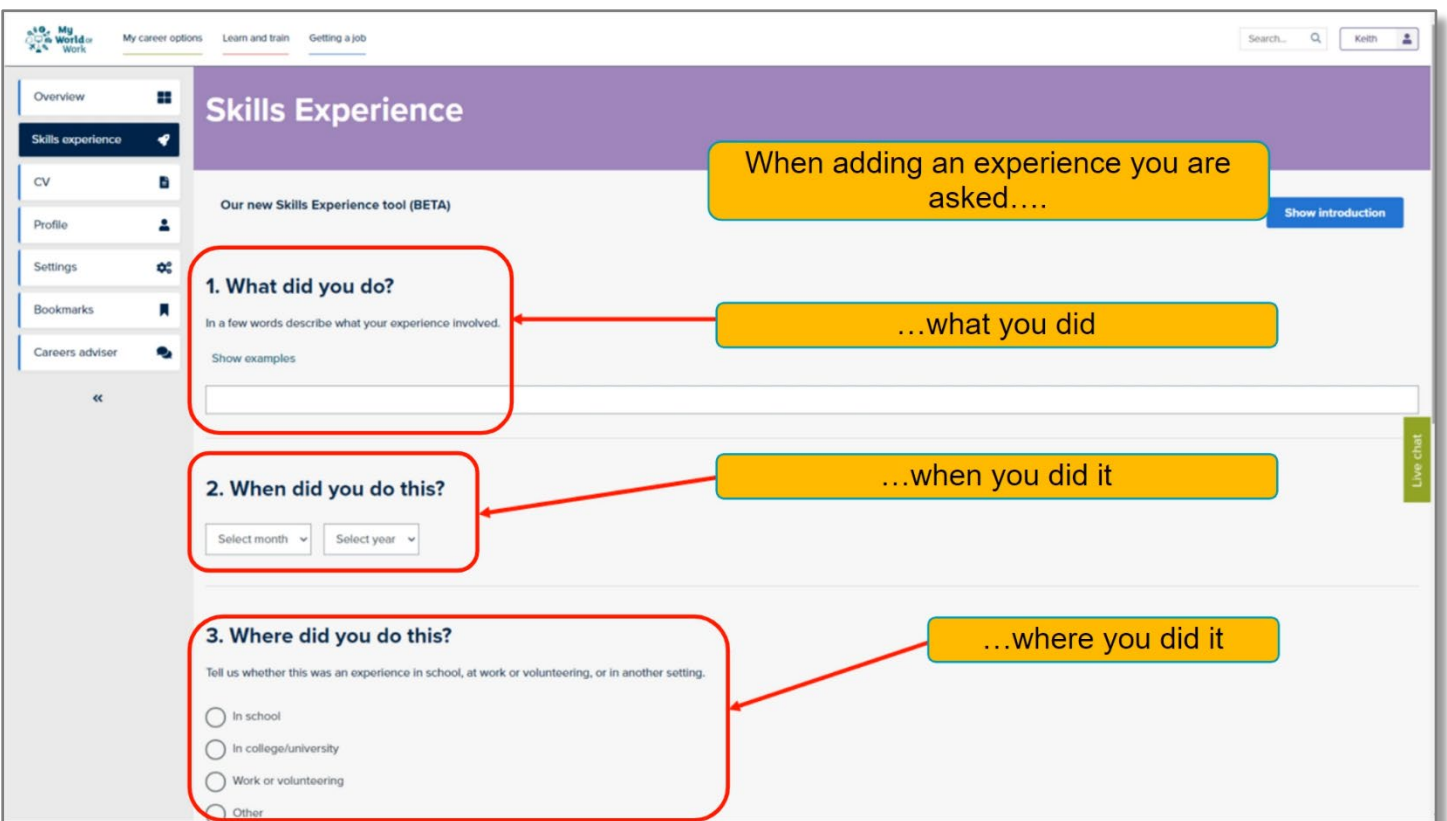 My World of Work
My career options
Learn and train
Getting a job
Search...
Keith
Overview
Skills experience
CV
Profile
Settings
Bookmarks
Careers adviser
«
Skills Experience
When adding an experience you are
asked….
Our new Skills Experience tool (BETA)
Show introduction
1. What did you do?
In a few words describe what your experience involved.
Show examples
…what you did
2. When did you do this?
Select month
Select year
…when you did it
Live chat
3. Where did you do this?
Tell us whether this was an experience in school, at work or volunteering, or in another setting.
…where you did it
In school
In college/university
Work or volunteering
Other